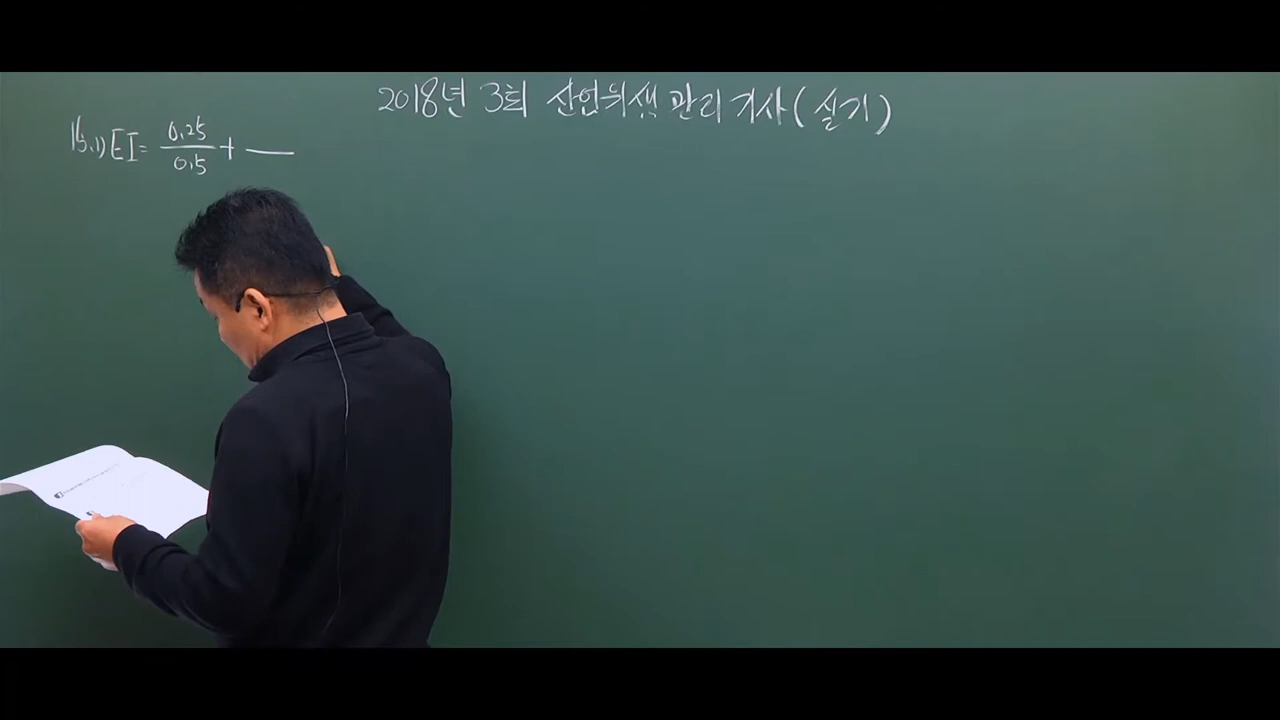 2018년 3회 산업위생관리기사(실기)
15.1) EI = 0.25/0.5 + —